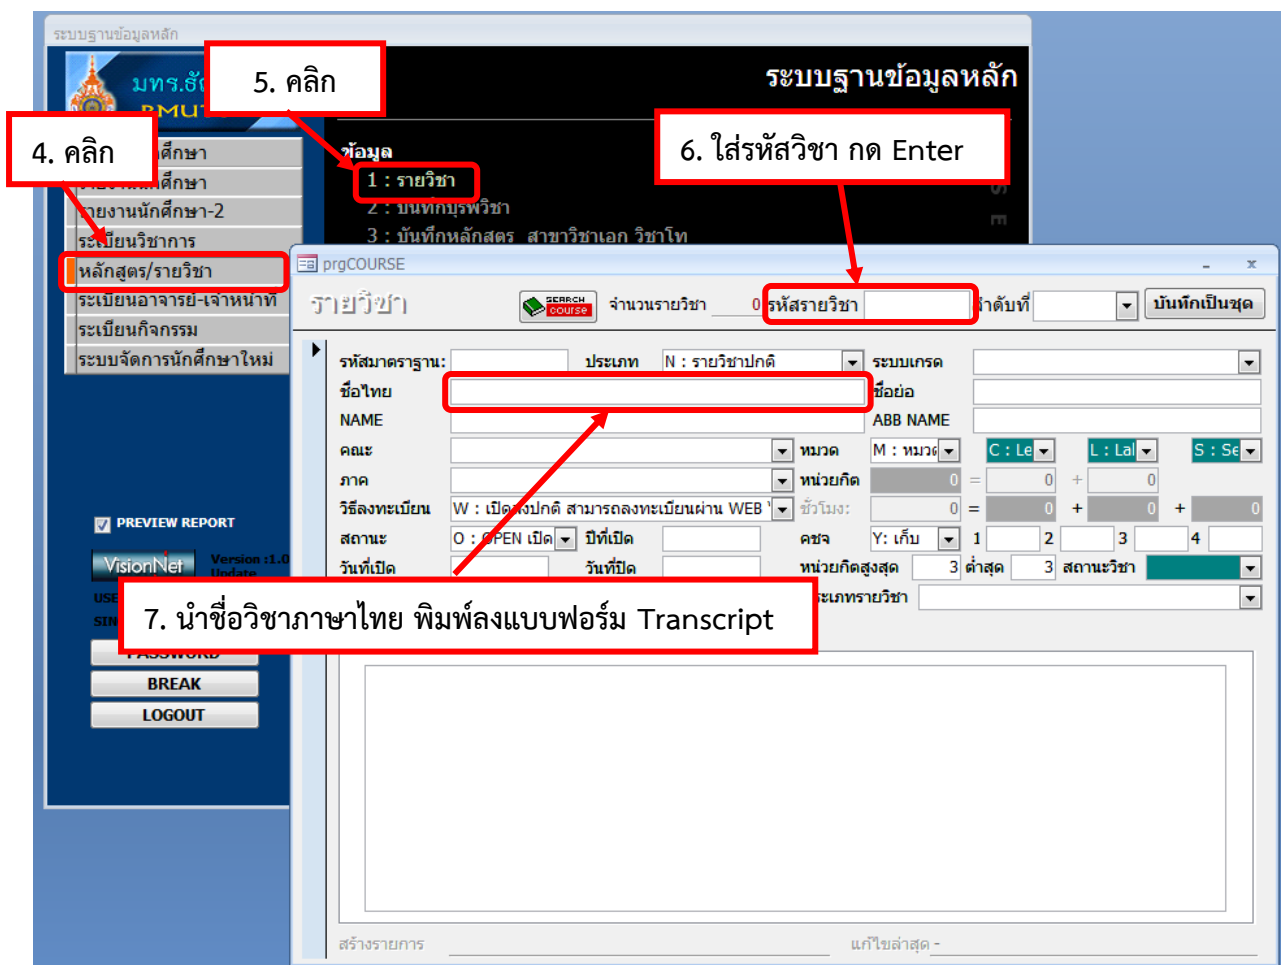 ระบบฐานข้อมูลหลัก
มทร.ธัญ
ระบบฐานข้อมูลหลัก
5. คลิก
4. คลิก
6. ใส่รหัสวิชา กด Enter
ข้อมูล
1 : รายวิชา
2 : บันทึกบุรพวิชา
3 : บันทึกหลักสูตร สาขาวิชาเอก วิชาโท
รายงานนักศึกษา
รายงานนักศึกษา-2
ระเบียนวิชาการ
หลักสูตร/รายวิชา
ระเบียนอาจารย์-เจ้าหน้าที่
ระเบียนกิจกรรม
ระบบจัดการนักศึกษาใหม่
PREVIEW REPORT
VisionNet Version :1.0
Update
PASSWORD
BREAK
LOGOUT
prgCOURSE
รายวิชา SEARCH course จำนวนรายวิชา 0 รหัสรายวิชา ลำดับที่ บันทึกเป็นชุด
รหัสมาตราฐาน: ประเภท N : รายวิชาปกติ ระบบเกรด
ชื่อไทย ชื่อย่อ
NAME ABB NAME
คณะ หมวด M : หมวด C : Le L : Lal S : Se
ภาค หน่วยกิต 0 = 0 + 0
วิธีลงทะเบียน W : เปิดลงปกติ สามารถลงทะเบียนผ่าน WEB ชั่วโมง: 0 = 0 + 0 + 0
สถานะ O : OPEN เปิด ปีที่เปิด คชจ Y: เก็บ 1 2 3 4
วันที่เปิด วันที่ปิด หน่วยกิตสูงสุด 3 ต่ำสุด 3 สถานะวิชา
ประเภทรายวิชา
7. นำชื่อวิชาภาษาไทย พิมพ์ลงแบบฟอร์ม Transcript
สร้างรายการ แก้ไขล่าสุด -